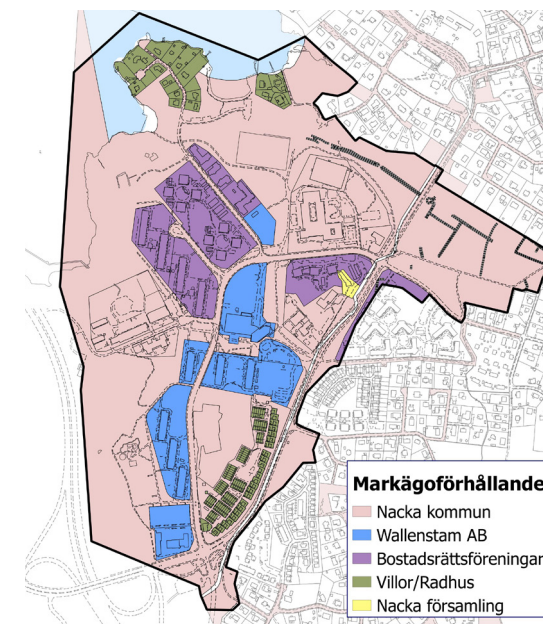 Markägoförhållande
Nacka kommun
Wallenstam AB
Bostadsrättsföreningar
Villor/Radhus
Nacka församling